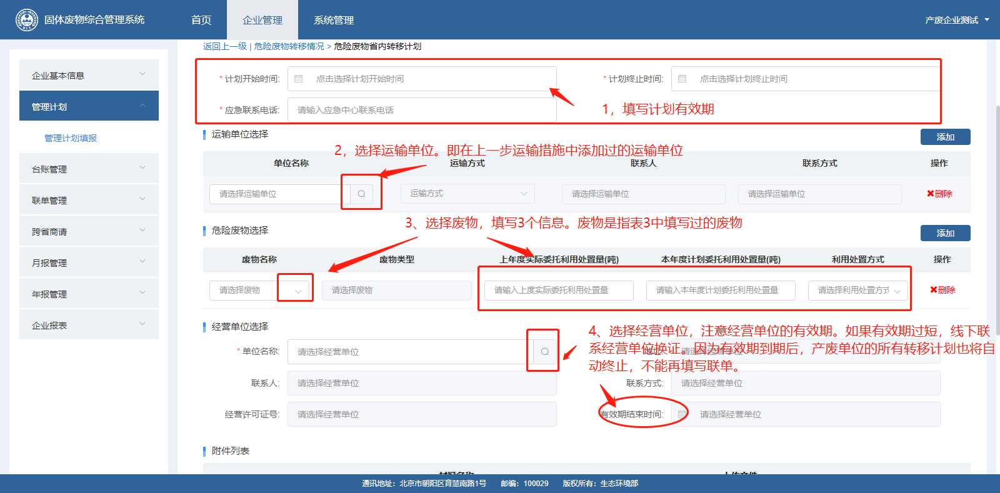 固体废物综合管理系统
首页
企业管理
系统管理
产废企业测试
返回上一级 | 危险废物转移情况 > 危险废物省内转移计划
企业基本信息
管理计划
管理计划填报
台账管理
联单管理
跨省商请
月报管理
年报管理
企业报表
* 计划开始时间: 点击选择计划开始时间
* 计划终止时间: 点击选择计划终止时间
* 应急联系电话: 请输入应急中心联系电话
1，填写计划有效期
运输单位选择
添加
2，选择运输单位。即在上一步运输措施中添加过的运输单位
单位名称 运输方式 联系人 联系方式 操作
请选择运输单位 运输方式 请选择运输单位 请选择运输单位 ✖删除
3、选择废物，填写3个信息。废物是指表3中填写过的废物
危险废物选择
添加
废物名称 废物类型 上年度实际委托利用处置量(吨) 本年度计划委托利用处置量(吨) 利用处置方式 操作
请选择废物 请选择废物 请输入上度实际委托利用处置量 请输入本年度计划委托利用处置量 请选择利用处置方式 ✖删除
经营单位选择
4、选择经营单位，注意经营单位的有效期。如果有效期过短，线下联
系经营单位换证。因为有效期到期后，产废单位的所有转移计划也将自
动终止，不能再填写联单。
* 单位名称: 请选择经营单位
地址: 请选择经营单位
联系人: 请选择经营单位
联系方式: 请选择经营单位
经营许可证号: 请选择经营单位
有效期结束时间: 请选择经营单位
附件列表
材料名称 上传文件
通讯地址：北京市朝阳区育慧南路1号 邮编：100029 版权所有：生态环境部